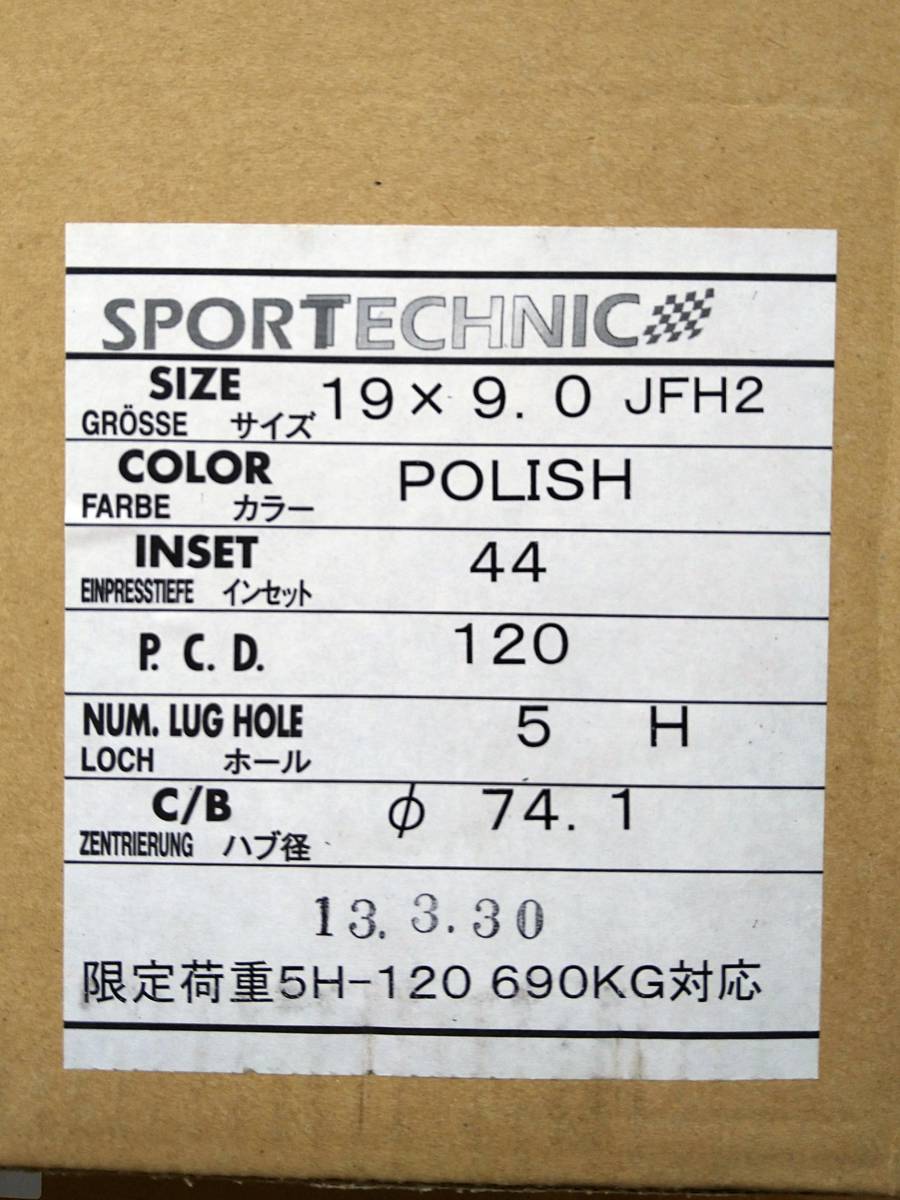 SPORTECHNIC
SIZE 19×9.0 JFH2
GRÖSSE サイズ
COLOR POLISH
FARBE カラー
INSET 44
EINPRESSTIEFE インセット
P. C. D. 120
NUM. LUG HOLE 5 H
LOCH ホール
C/B φ 74.1
ZENTRIERUNG ハブ径
13.3.30
限定荷重5H-120 690KG対応